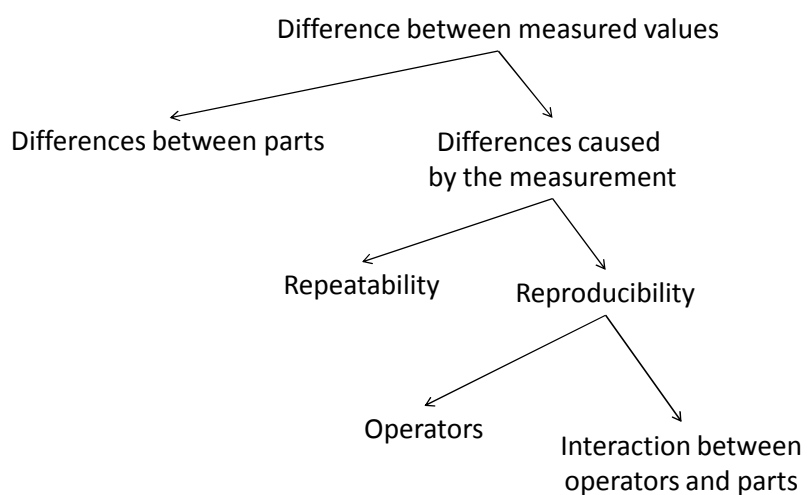 Difference between measured values
Differences between parts
Differences caused
by the measurement
Repeatability
Reproducibility
Operators
Interaction between
operators and parts